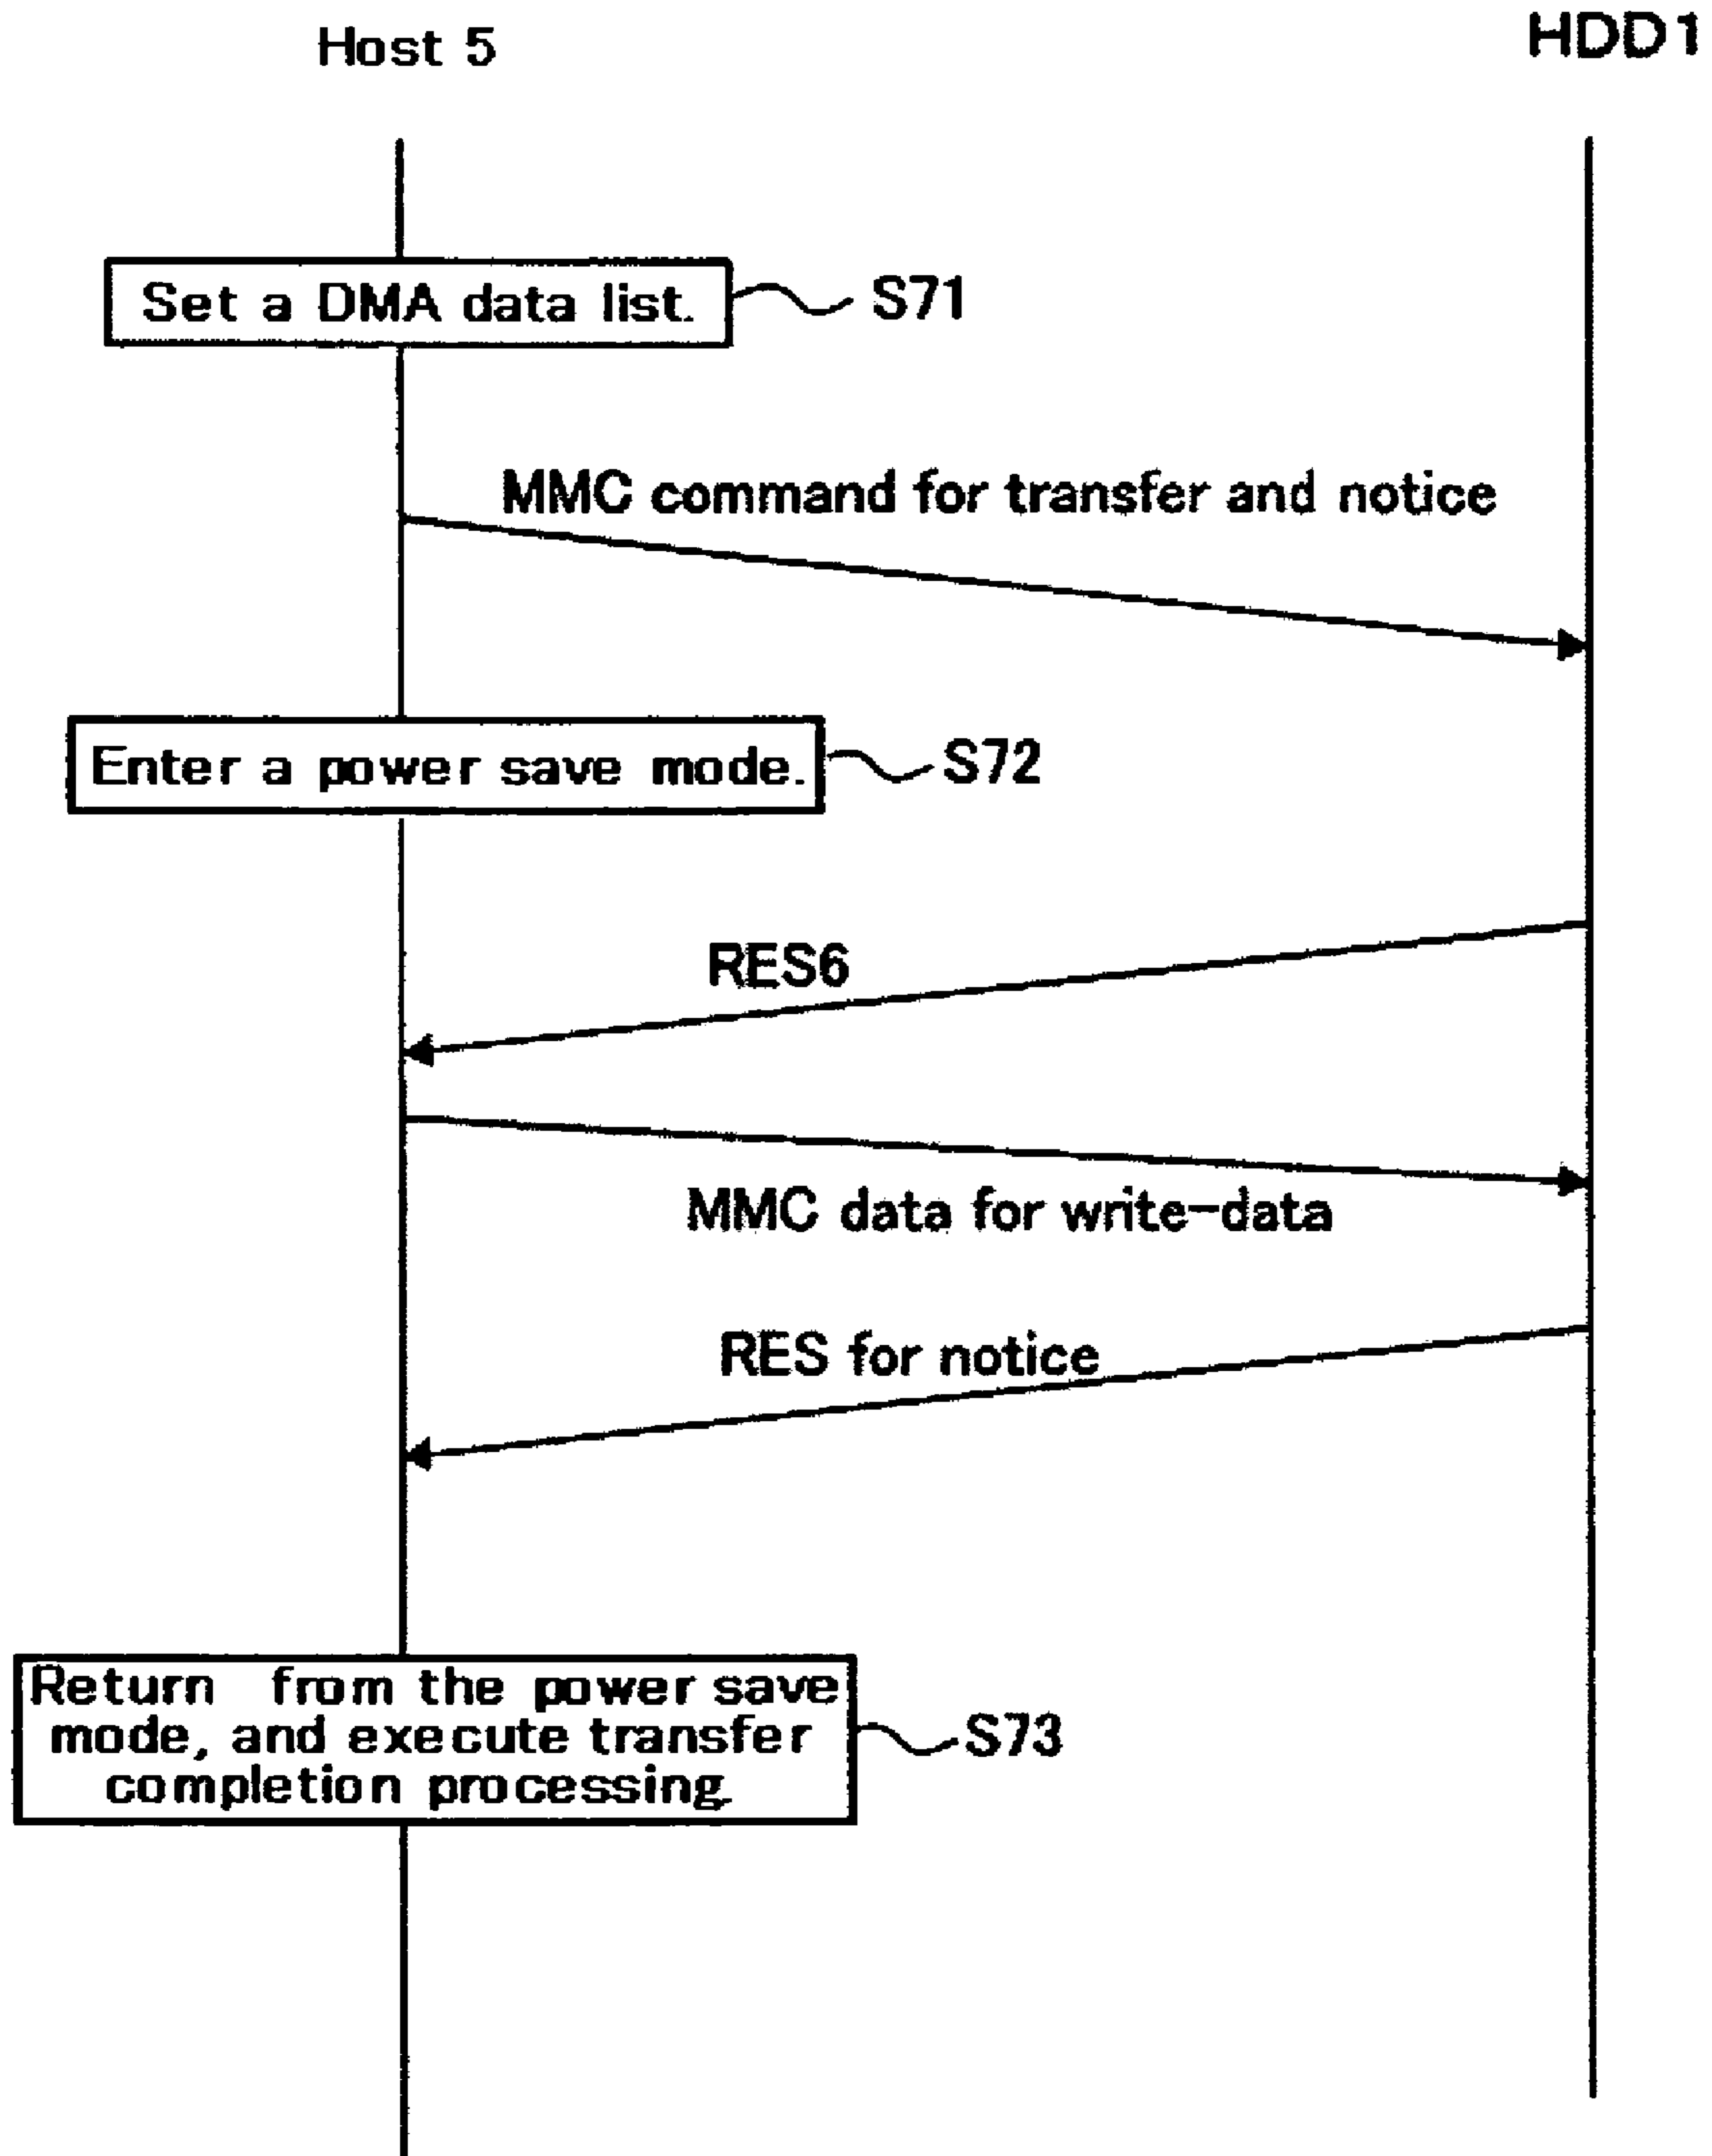 Host 5
HDD1
Set a DMA data list.
S71
MMC command for transfer and notice
Enter a power save mode.
S72
RES6
MMC data for write-data
RES for notice
Return from the power save
mode, and execute transfer
completion processing.
S73